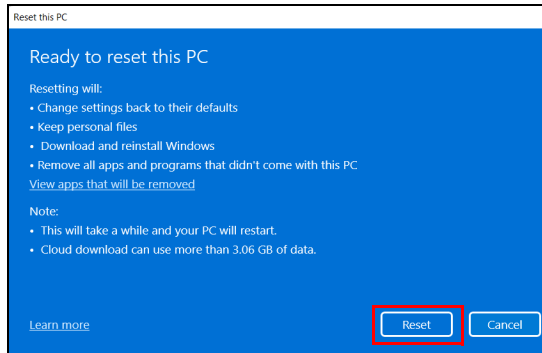 Reset this PC
Ready to reset this PC
Resetting will:
• Change settings back to their defaults
• Keep personal files
• Download and reinstall Windows
• Remove all apps and programs that didn't come with this PC
View apps that will be removed
Note:
• This will take a while and your PC will restart.
• Cloud download can use more than 3.06 GB of data.
Learn more
Reset
Cancel